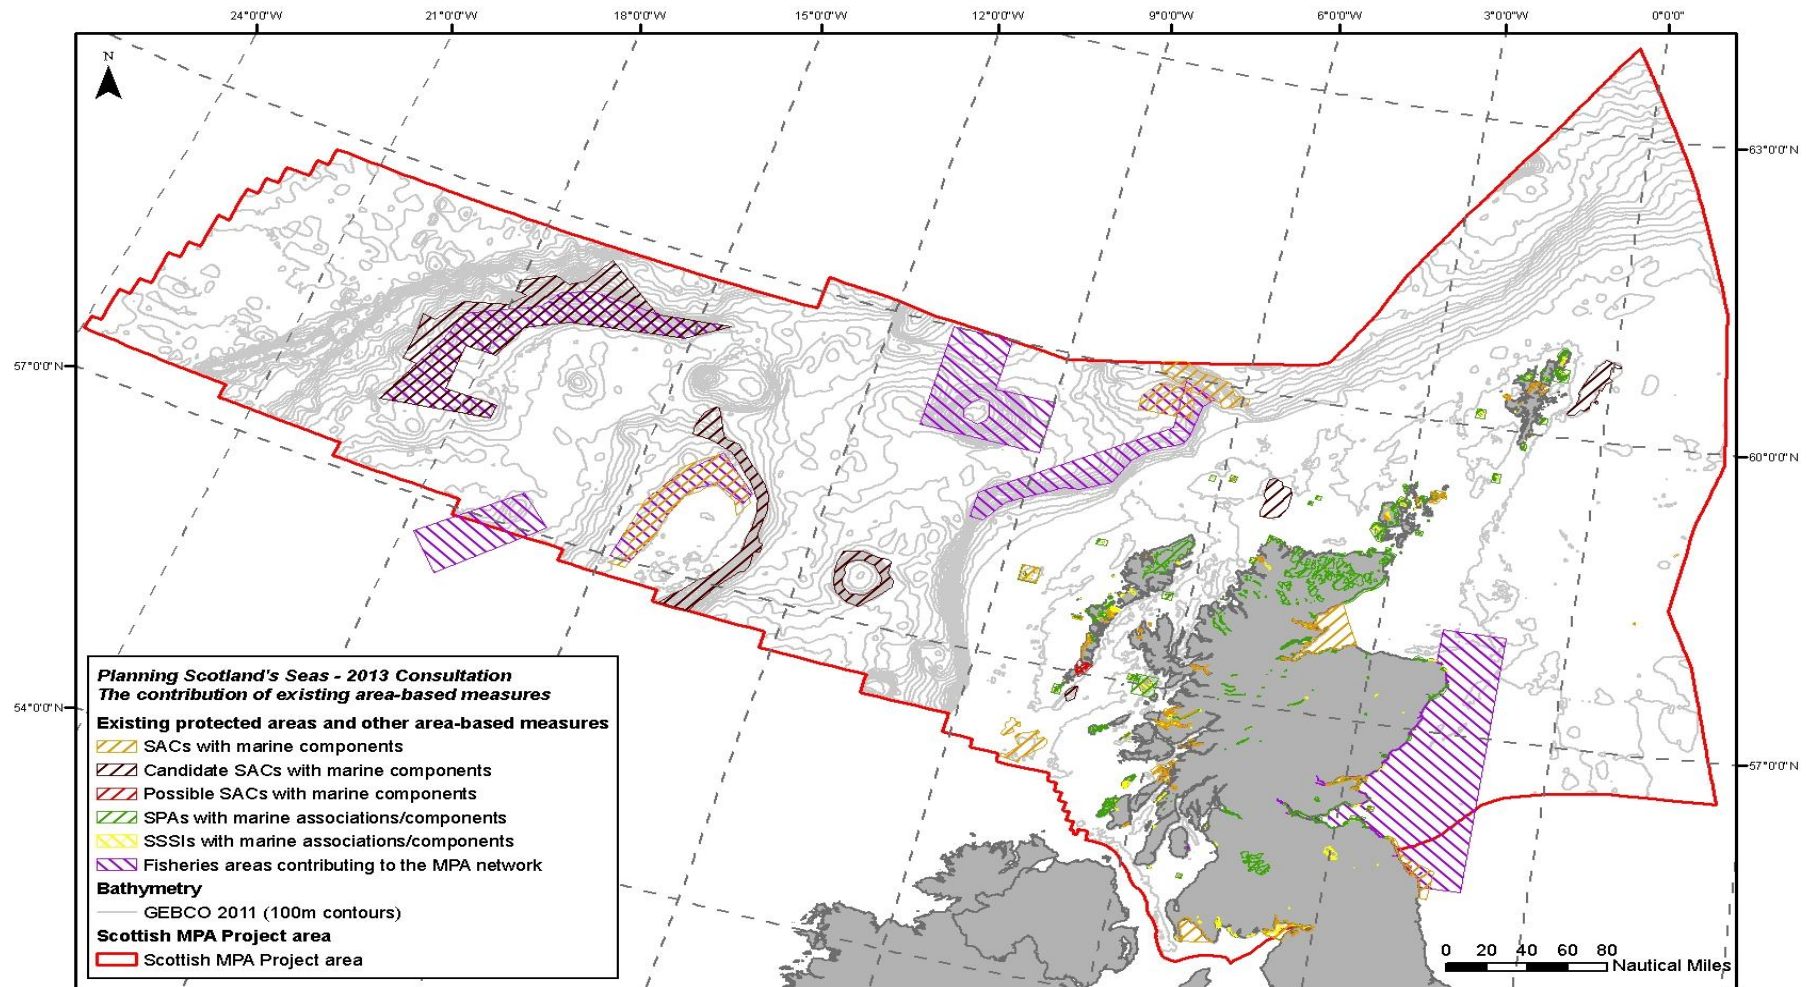 24°0'0"W 21°0'0"W 18°0'0"W 15°0'0"W 12°0'0"W 9°0'0"W 6°0'0"W 3°0'0"W 0°0'0"
N
63°0'0"N
57°0'0"N
60°0'0"N
54°0'0"N
57°0'0"N
Planning Scotland's Seas - 2013 Consultation
The contribution of existing area-based measures
Existing protected areas and other area-based measures
SACs with marine components
Candidate SACs with marine components
Possible SACs with marine components
SPAs with marine associations/components
SSSIs with marine associations/components
Fisheries areas contributing to the MPA network
Bathymetry
GEBCO 2011 (100m contours)
Scottish MPA Project area
Scottish MPA Project area
0 20 40 60 80
Nautical Miles